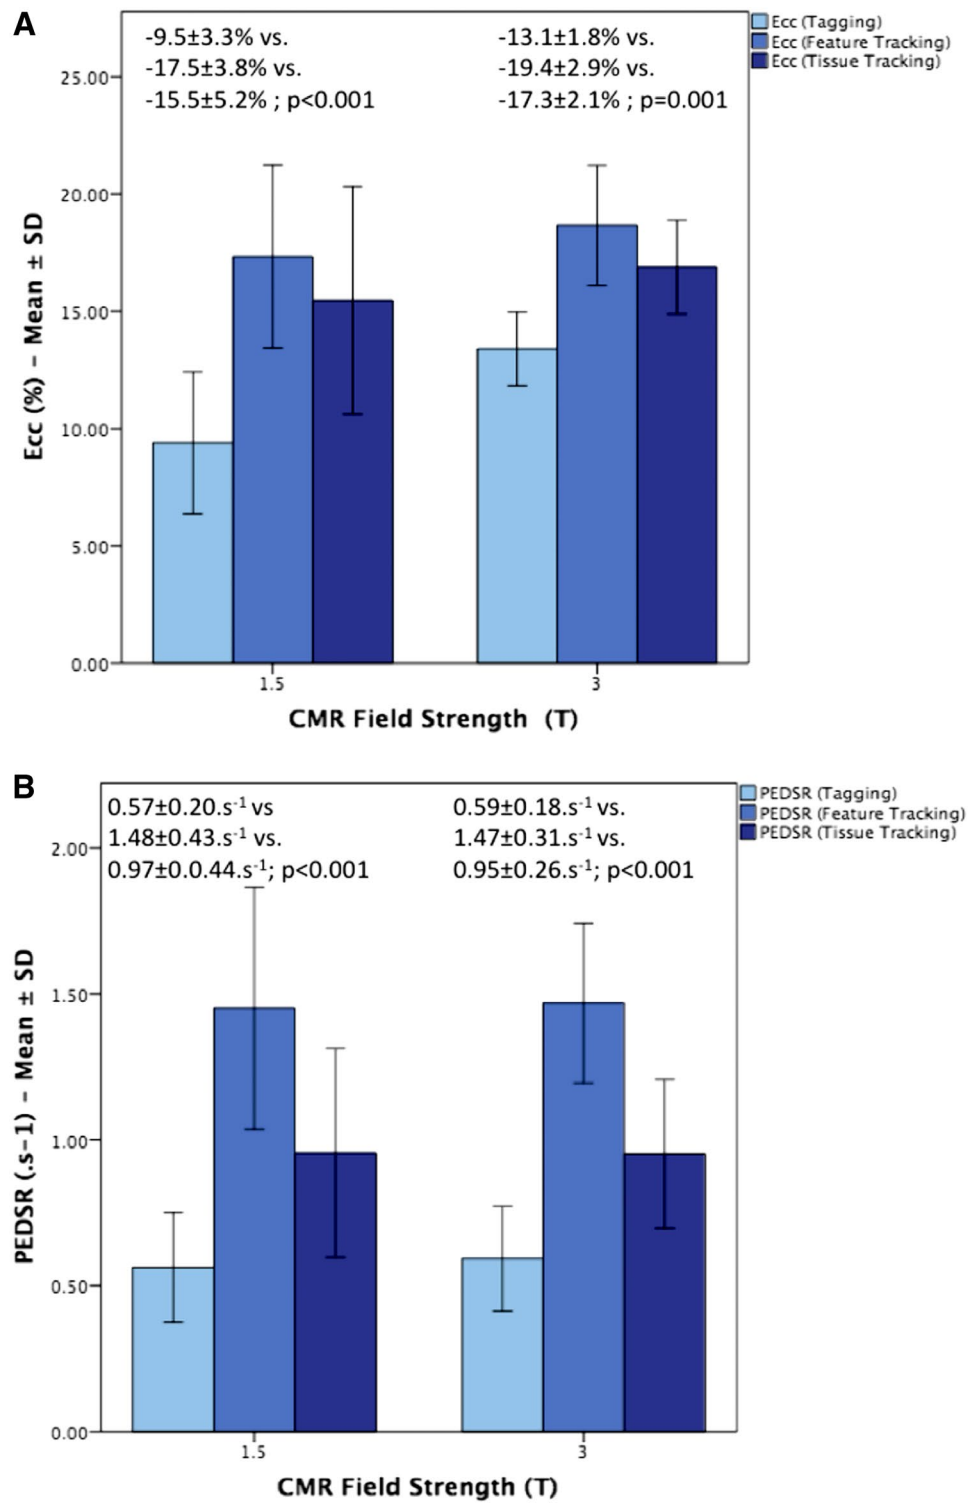 A
-9.5±3.3% vs.
-17.5±3.8% vs.
-15.5±5.2% ; p<0.001
-13.1±1.8% vs.
-19.4±2.9% vs.
-17.3±2.1% ; p=0.001
Ecc (Tagging)
Ecc (Feature Tracking)
Ecc (Tissue Tracking)
Ecc (%) - Mean ± SD
25.00
20.00
15.00
10.00
5.00
0.00
1.5
3
CMR Field Strength (T)
B
0.57±0.20.s⁻¹ vs
1.48±0.43.s⁻¹ vs.
0.97±0.0.44.s⁻¹; p<0.001
0.59±0.18.s⁻¹ vs.
1.47±0.31.s⁻¹ vs.
0.95±0.26.s⁻¹; p<0.001
PEDSR (Tagging)
PEDSR (Feature Tracking)
PEDSR (Tissue Tracking)
PEDSR (.s-1) - Mean ± SD
2.00
1.50
1.00
0.50
0.00
1.5
3
CMR Field Strength (T)